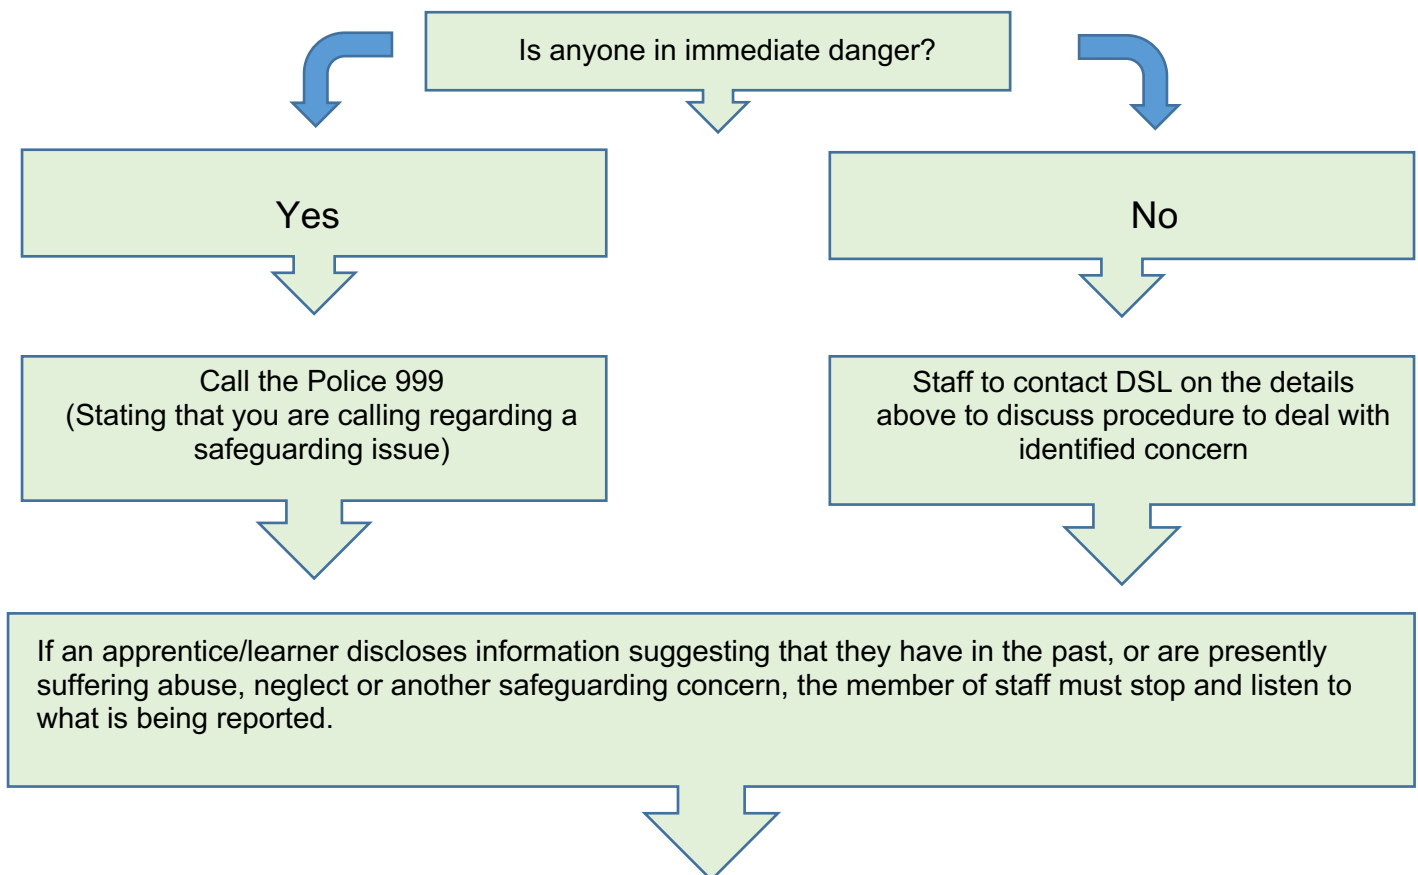 Is anyone in immediate danger?
Yes
No
Call the Police 999
(Stating that you are calling regarding a
safeguarding issue)
Staff to contact DSL on the details
above to discuss procedure to deal with
identified concern
If an apprentice/learner discloses information suggesting that they have in the past, or are presently
suffering abuse, neglect or another safeguarding concern, the member of staff must stop and listen to
what is being reported.